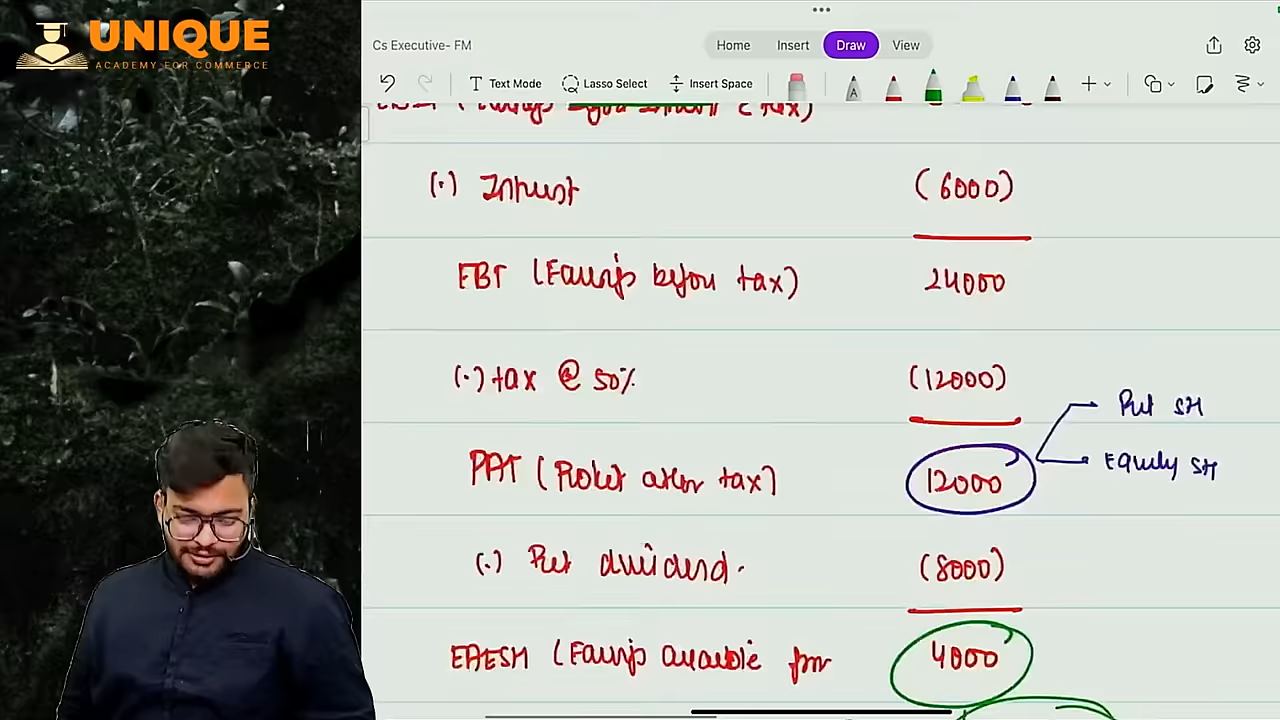 UNIQUE
ACADEMY FOR COMMERCE
Cs Executive- FM
Home Insert Draw View
Text Mode Lasso Select Insert Space
tax)
(-) Interest (6000)
EBT (Earnings before tax) 24000
(-) tax @ 50% (12000)
Pref SH
PAT (Profit after tax) 12000
Equity SH
(-) Pref dividend. (8000)
EAESH (Earnings available for 4000